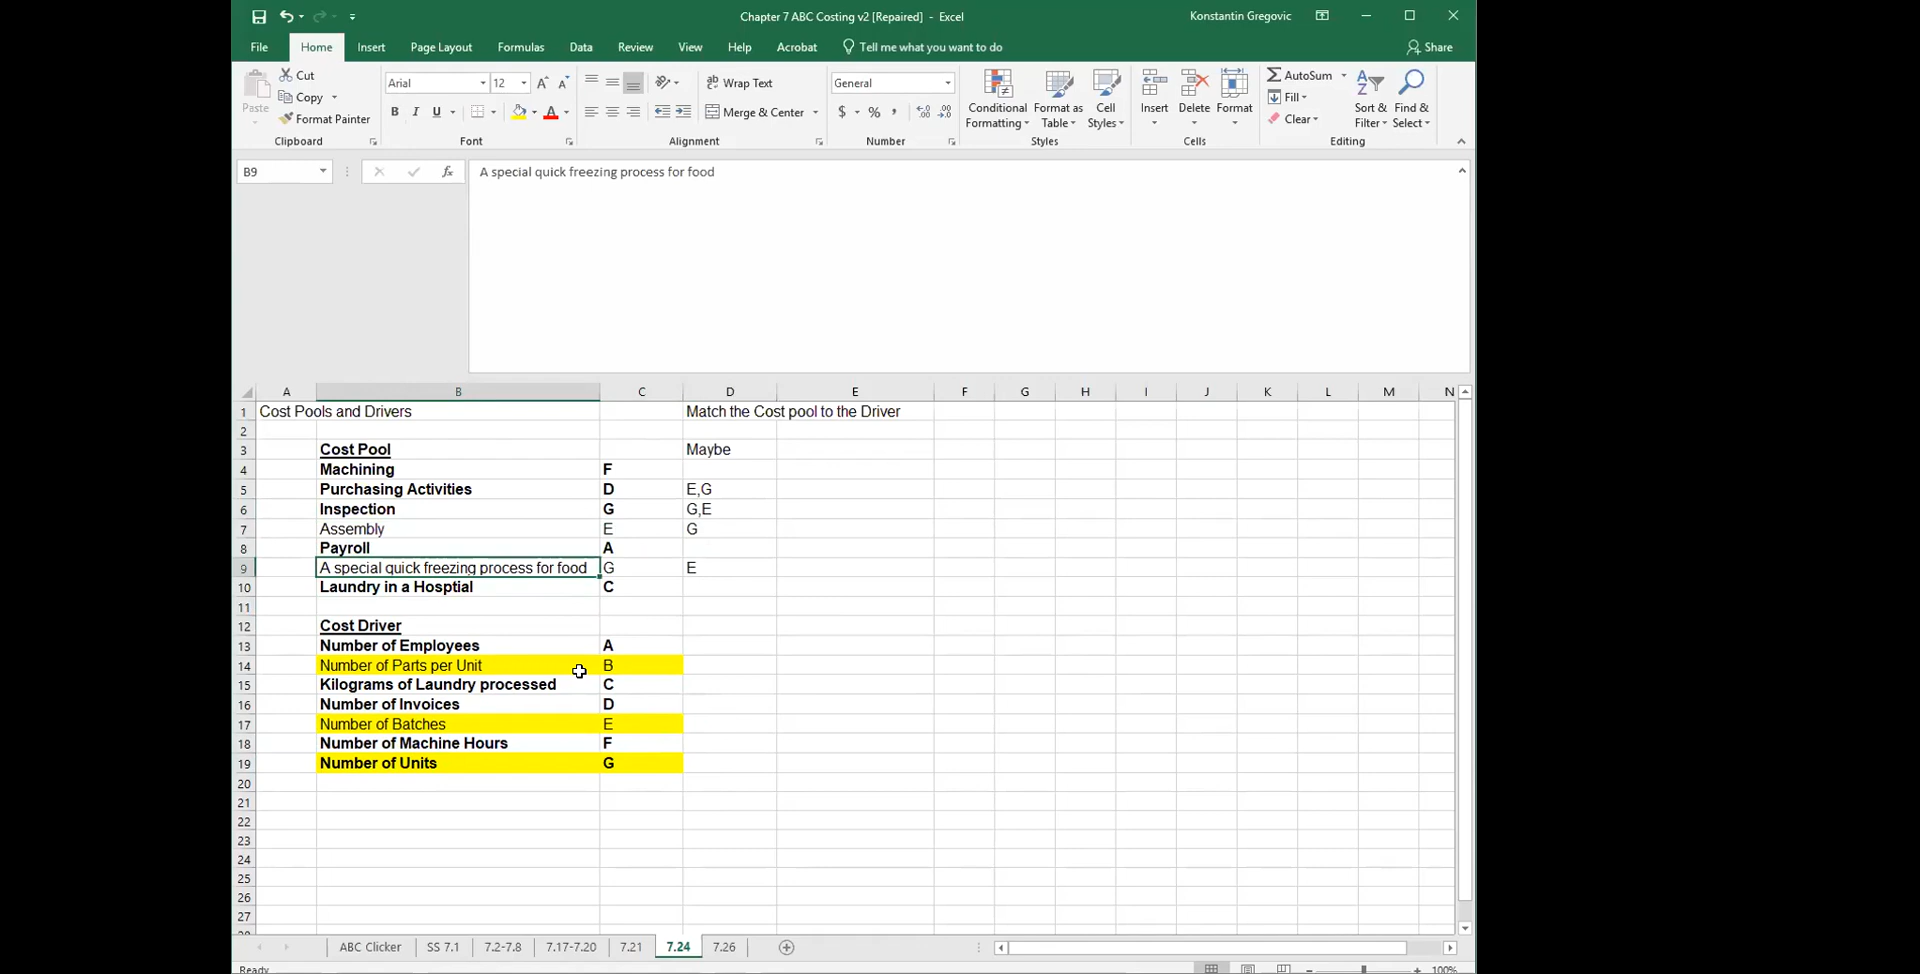 Chapter 7 ABC Costing v2 [Repaired] - Excel
Konstantin Gregovic
File Home Insert Page Layout Formulas Data Review View Help Acrobat Tell me what you want to do Share
Paste
Cut
Copy
Format Painter
Clipboard
Arial 12
B I U
Font
Wrap Text
Merge & Center
Alignment
General
$ % ,
Number
Conditional Formatting
Format as Table
Cell Styles
Styles
Insert Delete Format
Cells
AutoSum
Fill
Clear
Sort & Filter
Find & Select
Editing
B9 fx A special quick freezing process for food
A B C D E F G H I J K L M N
1 Cost Pools and Drivers Match the Cost pool to the Driver
2
3 Cost Pool Maybe
4 Machining F
5 Purchasing Activities D E,G
6 Inspection G G,E
7 Assembly E G
8 Payroll A
9 A special quick freezing process for food G E
10 Laundry in a Hosptial C
11
12 Cost Driver
13 Number of Employees A
14 Number of Parts per Unit B
15 Kilograms of Laundry processed C
16 Number of Invoices D
17 Number of Batches E
18 Number of Machine Hours F
19 Number of Units G
20
21
22
23
24
25
26
27
ABC Clicker SS 7.1 7.2-7.8 7.17-7.20 7.21 7.24 7.26
Ready 100%